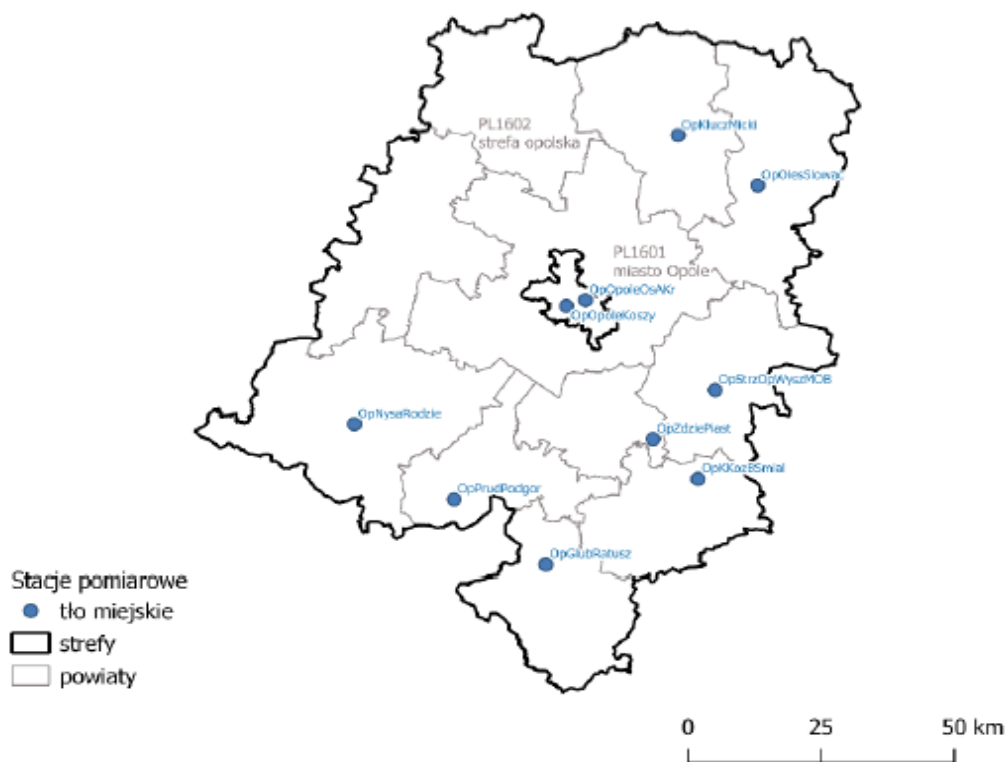 OpKluczMicki
PL1602
strefa opolska
OpOlesSlowac
PL1601
miasto Opole
OpOpoleOsAKr
OpOpoleKoszy
OpStrzOpWyszMOB
OpNysaRodzie
OpZdziePiast
OpKKozBSmial
OpPrudPodgor
OpGlubRatusz
Stacje pomiarowe
tło miejskie
strefy
powiaty
0 25 50 km